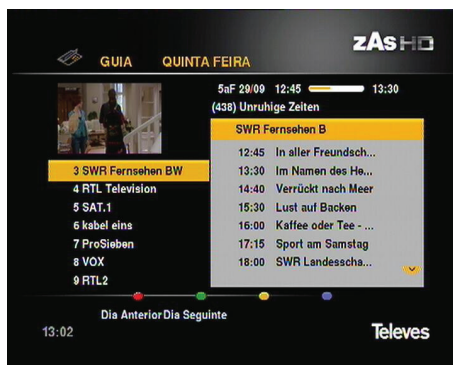 zAs HD
GUIA QUINTA FEIRA
5aF 29/09 12:45 13:30
(438) Unruhige Zeiten
SWR Fernsehen B
12:45 In aller Freundsch...
13:30 Im Namen des He...
14:40 Verrückt nach Meer
15:30 Lust auf Backen
16:00 Kaffee oder Tee - ...
17:15 Sport am Samstag
18:00 SWR Landesscha...
3 SWR Fernsehen BW
4 RTL Television
5 SAT.1
6 kabel eins
7 ProSieben
8 VOX
9 RTL2
Dia Anterior Dia Seguinte
13:02
Televes